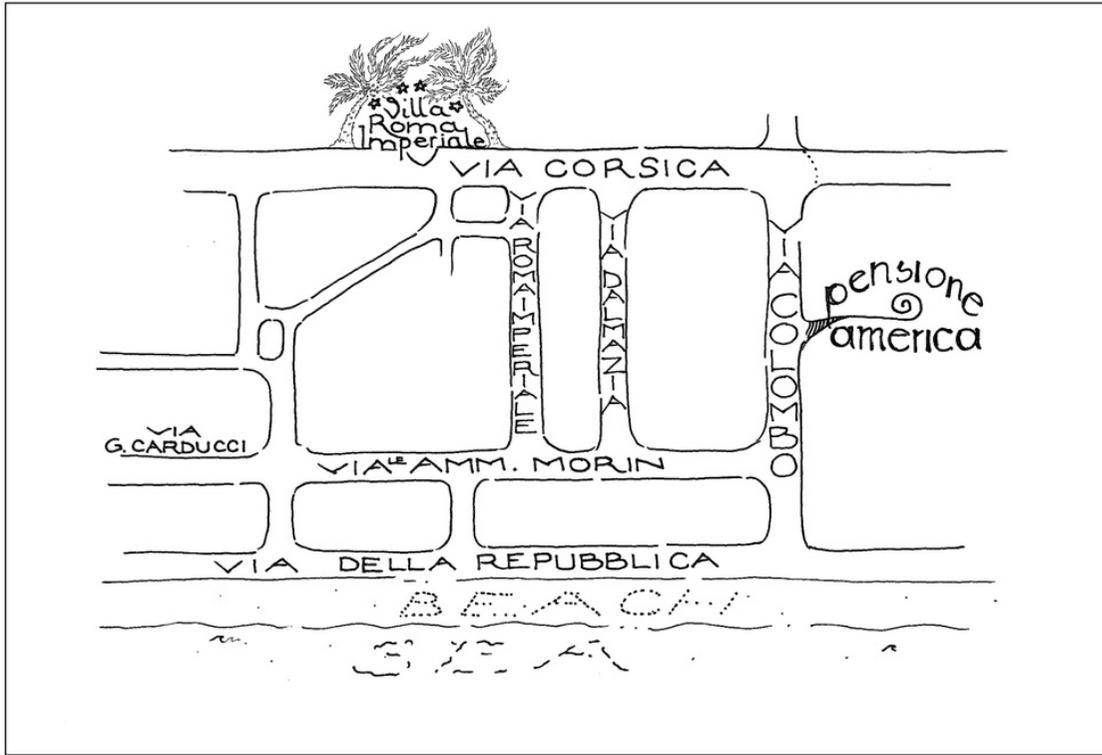 Villa
Roma
Imperiale
VIA CORSICA
VIA ROMA IMPERIALE
VIA DALMAZIA
VIA COLOMBO
pensione
america
VIA
G. CARDUCCI
VIALE AMM. MORIN
VIA DELLA REPUBBLICA
BEACH
SEA